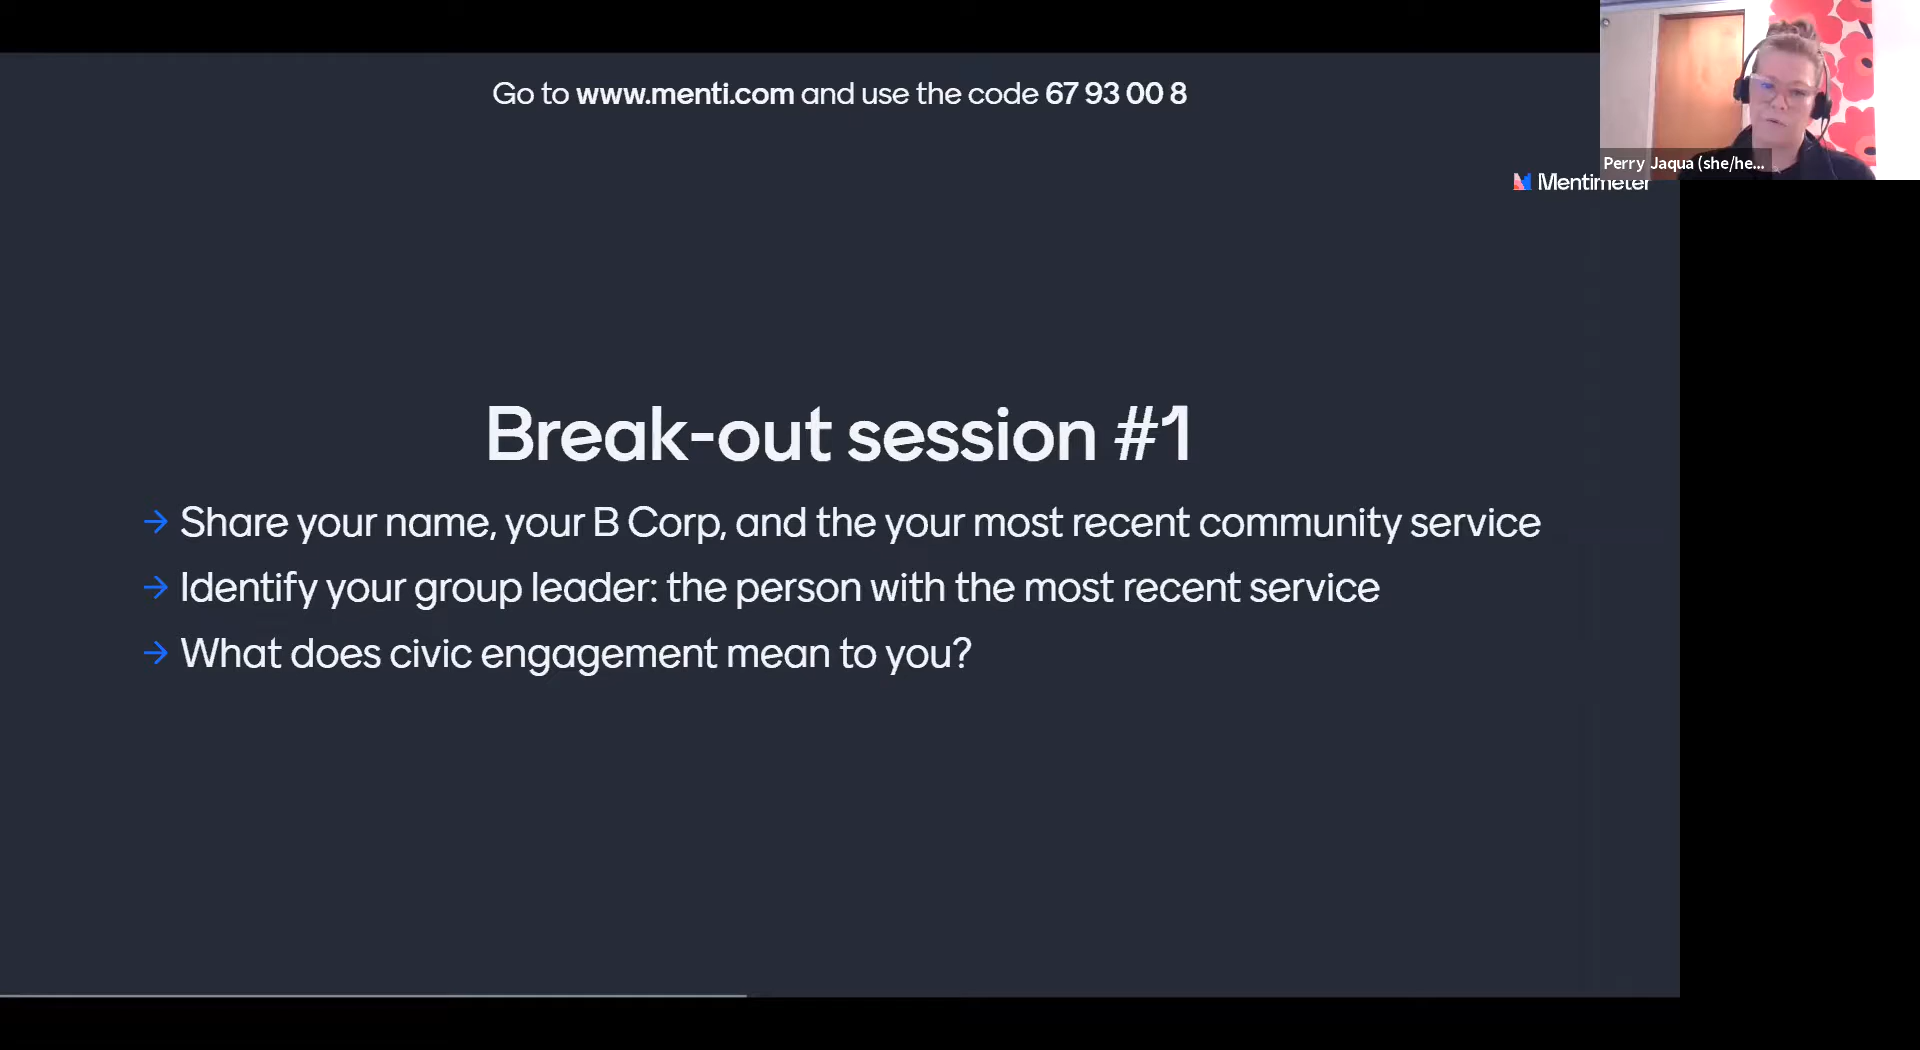 Go to www.menti.com and use the code 67 93 00 8
Perry Jaqua (she/he...
Mentimeter
Break-out session #1
→ Share your name, your B Corp, and the your most recent community service
→ Identify your group leader: the person with the most recent service
→ What does civic engagement mean to you?